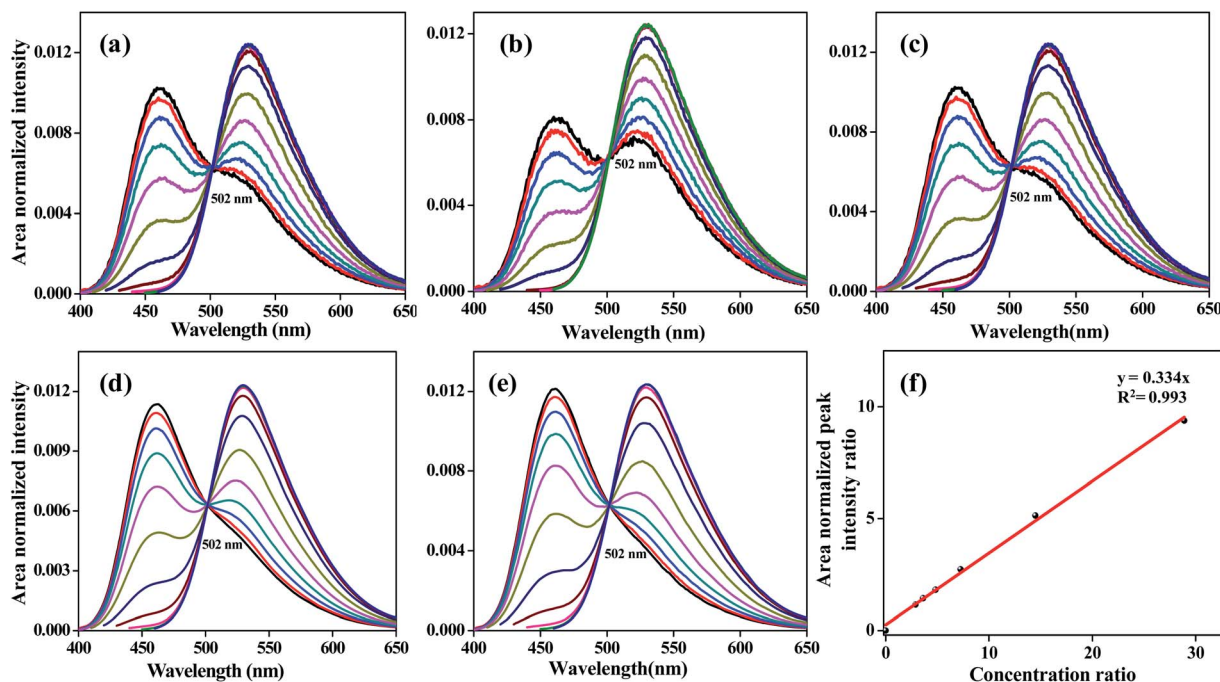 Area normalized intensity
0.012
0.008
0.004
0.000
(a)
502 nm
400 450 500 550 600 650
Wavelength (nm)
0.012
0.008
0.004
0.000
(b)
502 nm
400 450 500 550 600 650
Wavelength(nm)
0.012
0.008
0.004
0.000
(c)
502 nm
400 450 500 550 600 650
Wavelength(nm)
Area normalized intensity
0.012
0.008
0.004
0.000
(d)
502 nm
400 450 500 550 600 650
Wavelength (nm)
0.012
0.008
0.004
0.000
(e)
502 nm
400 450 500 550 600 650
Wavelength(nm)
Area normalized peak
intensity ratio
10
5
0
(f)
y = 0.334x
R²= 0.993
0 10 20 30
Concentration ratio